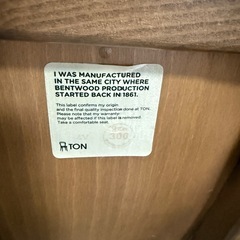 I WAS MANUFACTURED
IN THE SAME CITY WHERE
BENTWOOD PRODUCTION
STARTED BACK IN 1861.
This label confirms my origin
and the final quality inspection done at TON.
Please note that my warranty
may be affected if this label is removed.
Take a comfortable seat.
TON